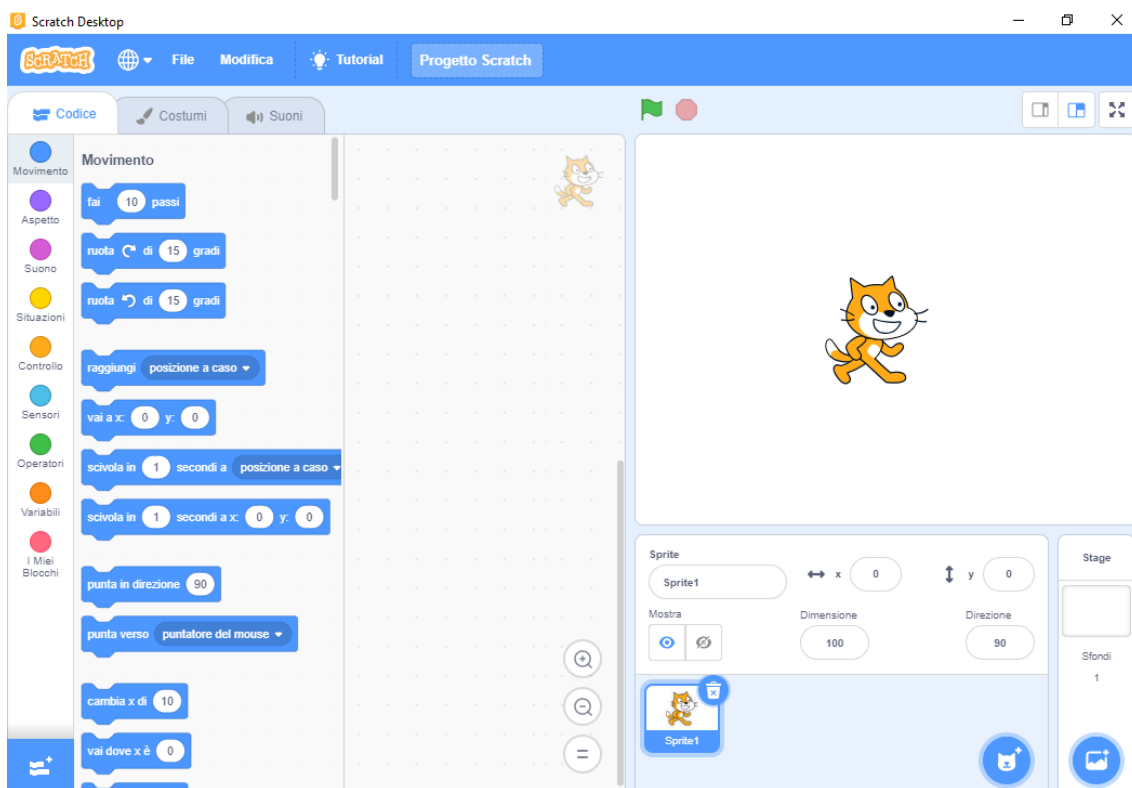 Scratch Desktop
SCRATCH
File
Modifica
Tutorial
Progetto Scratch
Codice
Costumi
Suoni
Movimento
Aspetto
Suono
Situazioni
Controllo
Sensori
Operatori
Variabili
I Miei
Blocchi
Movimento
fai 10 passi
ruota di 15 gradi
ruota di 15 gradi
raggiungi posizione a caso
vai a x: 0 y: 0
scivola in 1 secondi a posizione a caso
scivola in 1 secondi a x: 0 y: 0
punta in direzione 90
punta verso puntatore del mouse
cambia x di 10
vai dove x è 0
Sprite
Sprite1
x 0
y 0
Mostra
Dimensione
100
Direzione
90
Sprite1
Stage
Sfondi
1